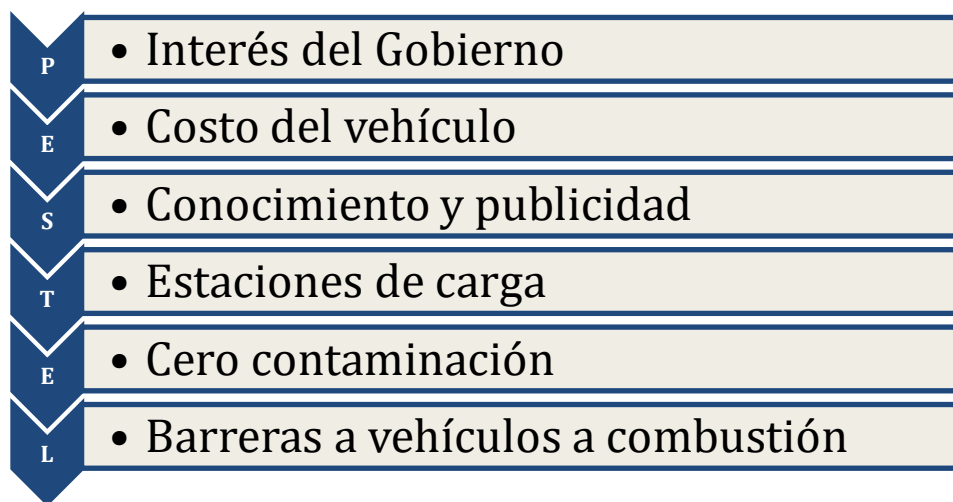 P
• Interés del Gobierno
E
• Costo del vehículo
S
• Conocimiento y publicidad
T
• Estaciones de carga
E
• Cero contaminación
L
• Barreras a vehículos a combustión